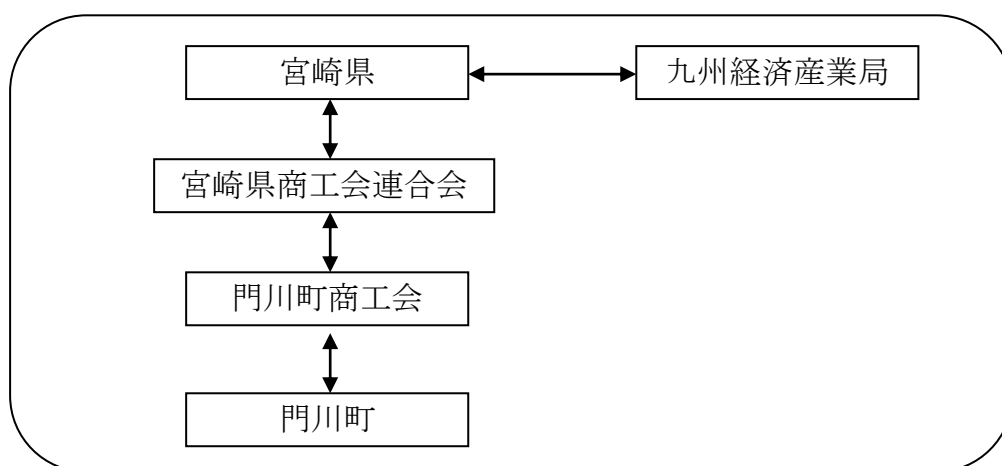 宮崎県
九州経済産業局
宮崎県商工会連合会
門川町商工会
門川町